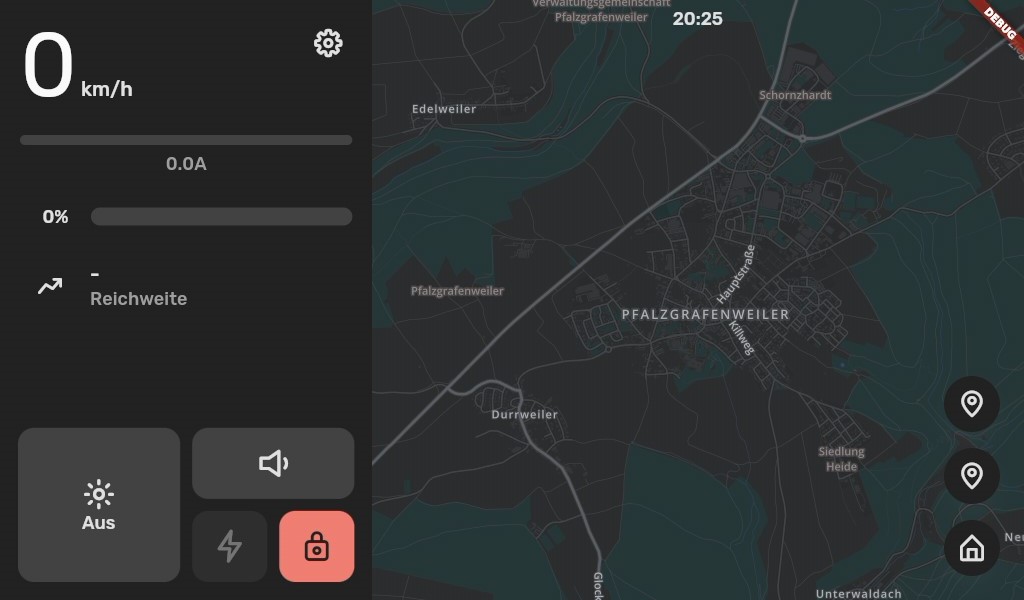 0 km/h
0.0A
0%
-
Reichweite
Aus
Verwaltungsgemeinschaft
Pfalzgrafenweiler
20:25
DEBUG
Schornzhardt
Edelweiler
Hauptstraße
Pfalzgrafenweiler
PFALZGRAFENWEILER
Killweg
Durrweiler
Siedlung
Heide
Glock
Unterwaldach